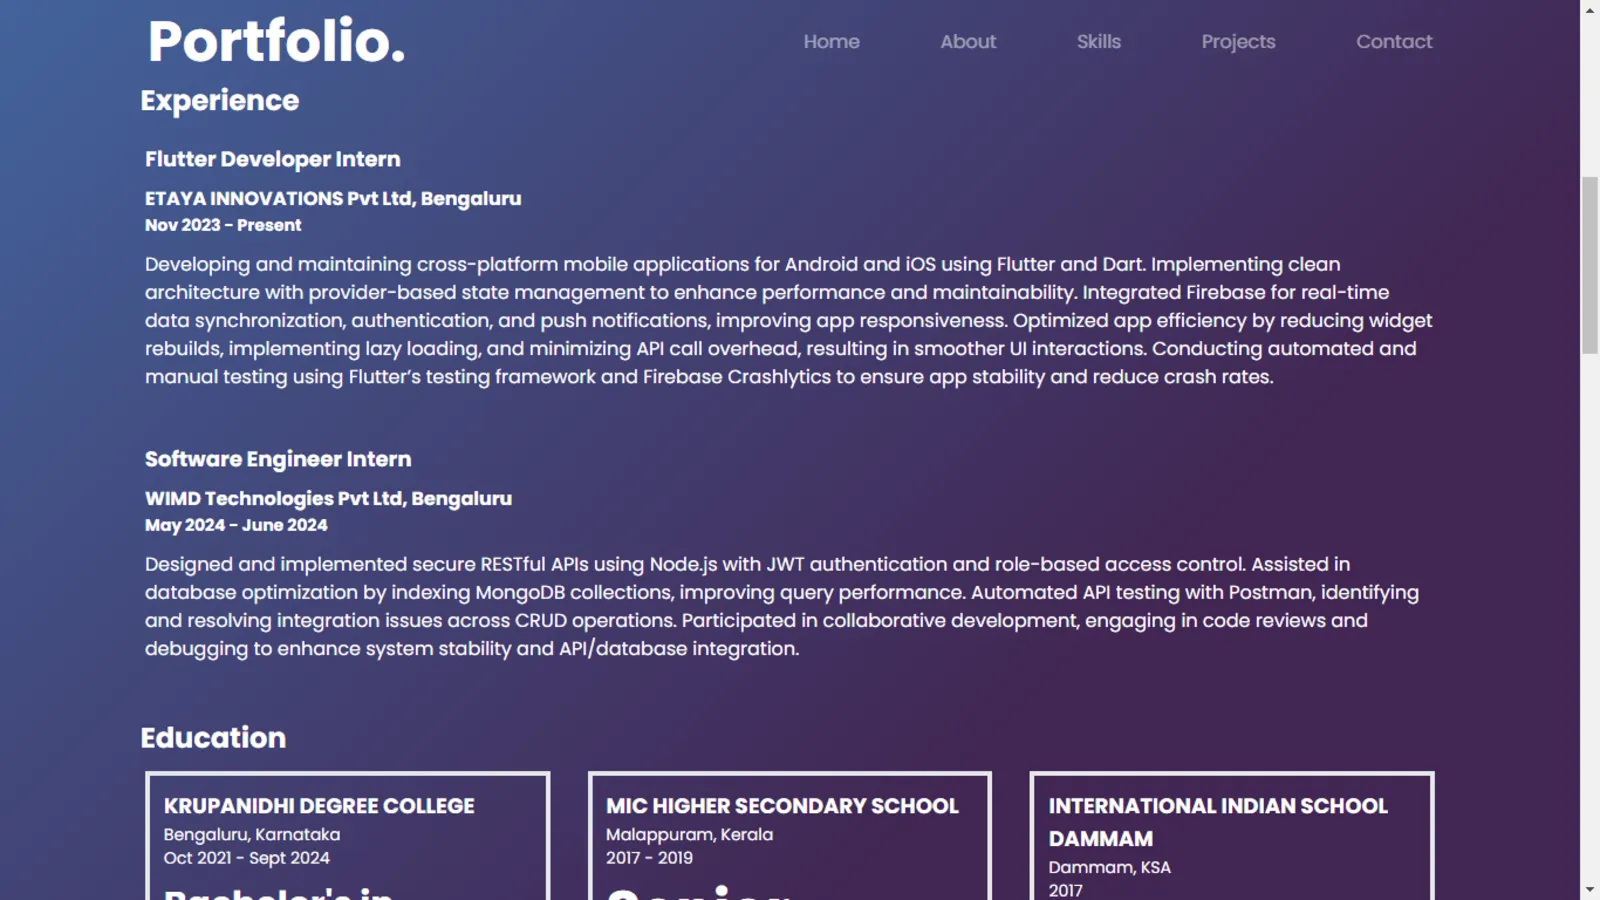 Portfolio.
Home About Skills Projects Contact
Experience
Flutter Developer Intern
ETAYA INNOVATIONS Pvt Ltd, Bengaluru
Nov 2023 - Present
Developing and maintaining cross-platform mobile applications for Android and iOS using Flutter and Dart. Implementing clean
architecture with provider-based state management to enhance performance and maintainability. Integrated Firebase for real-time
data synchronization, authentication, and push notifications, improving app responsiveness. Optimized app efficiency by reducing widget
rebuilds, implementing lazy loading, and minimizing API call overhead, resulting in smoother UI interactions. Conducting automated and
manual testing using Flutter’s testing framework and Firebase Crashlytics to ensure app stability and reduce crash rates.
Software Engineer Intern
WIMD Technologies Pvt Ltd, Bengaluru
May 2024 - June 2024
Designed and implemented secure RESTful APIs using Node.js with JWT authentication and role-based access control. Assisted in
database optimization by indexing MongoDB collections, improving query performance. Automated API testing with Postman, identifying
and resolving integration issues across CRUD operations. Participated in collaborative development, engaging in code reviews and
debugging to enhance system stability and API/database integration.
Education
KRUPANIDHI DEGREE COLLEGE
Bengaluru, Karnataka
Oct 2021 - Sept 2024
Bachelor's in
MIC HIGHER SECONDARY SCHOOL
Malappuram, Kerala
2017 - 2019
Senior
INTERNATIONAL INDIAN SCHOOL
DAMMAM
Dammam, KSA
2017